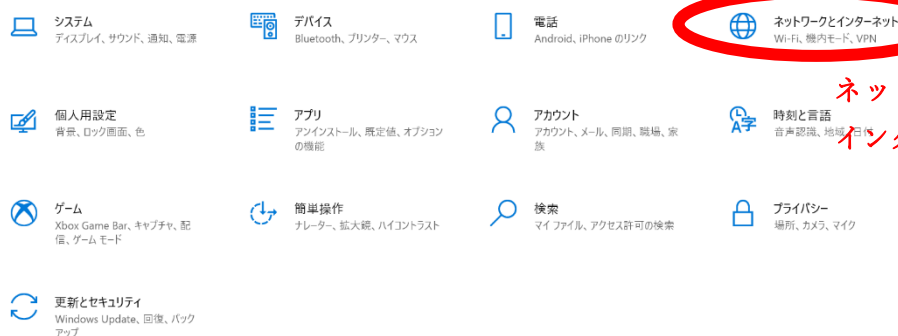 システム
ディスプレイ、サウンド、通知、電源
デバイス
Bluetooth、プリンター、マウス
電話
Android、iPhone のリンク
ネットワークとインターネット
Wi-Fi、機内モード、VPN
ネッ
個人用設定
背景、ロック画面、色
アプリ
アンインストール、既定値、オプション
の機能
アカウント
アカウント、メール、同期、職場、家
族
時刻と言語
音声認識、地域、日付
イン
ゲーム
Xbox Game Bar、キャプチャ、配
信、ゲーム モード
簡単操作
ナレーター、拡大鏡、ハイコントラスト
検索
マイ ファイル、アクセス許可の検索
プライバシー
場所、カメラ、マイク
更新とセキュリティ
Windows Update、回復、バック
アップ